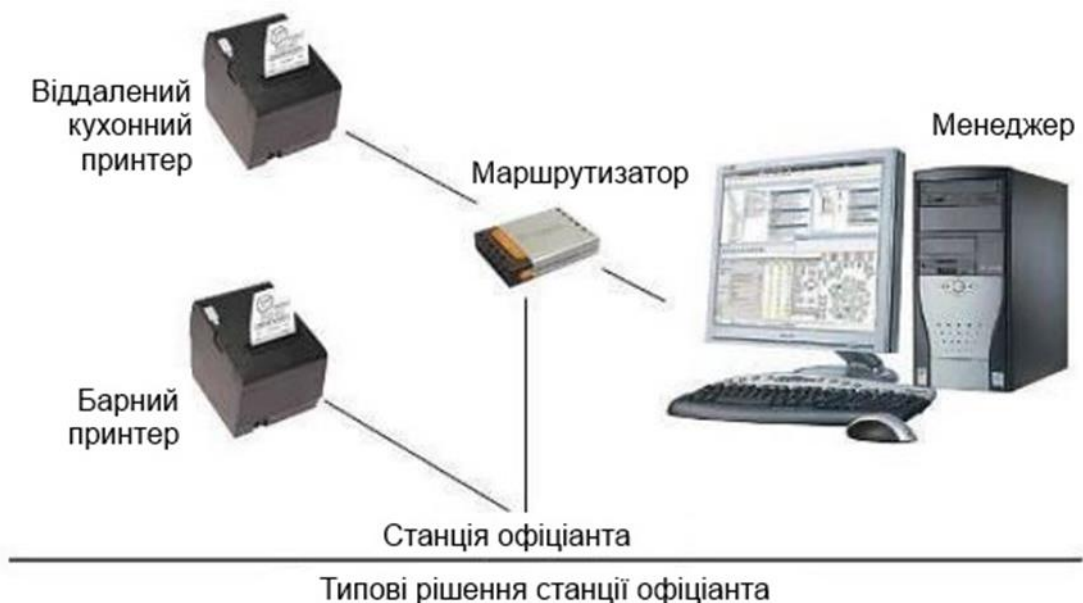 Віддалений
кухонний
принтер
Маршрутизатор
Менеджер
Барний
принтер
Станція офіціанта
Типові рішення станції офіціанта